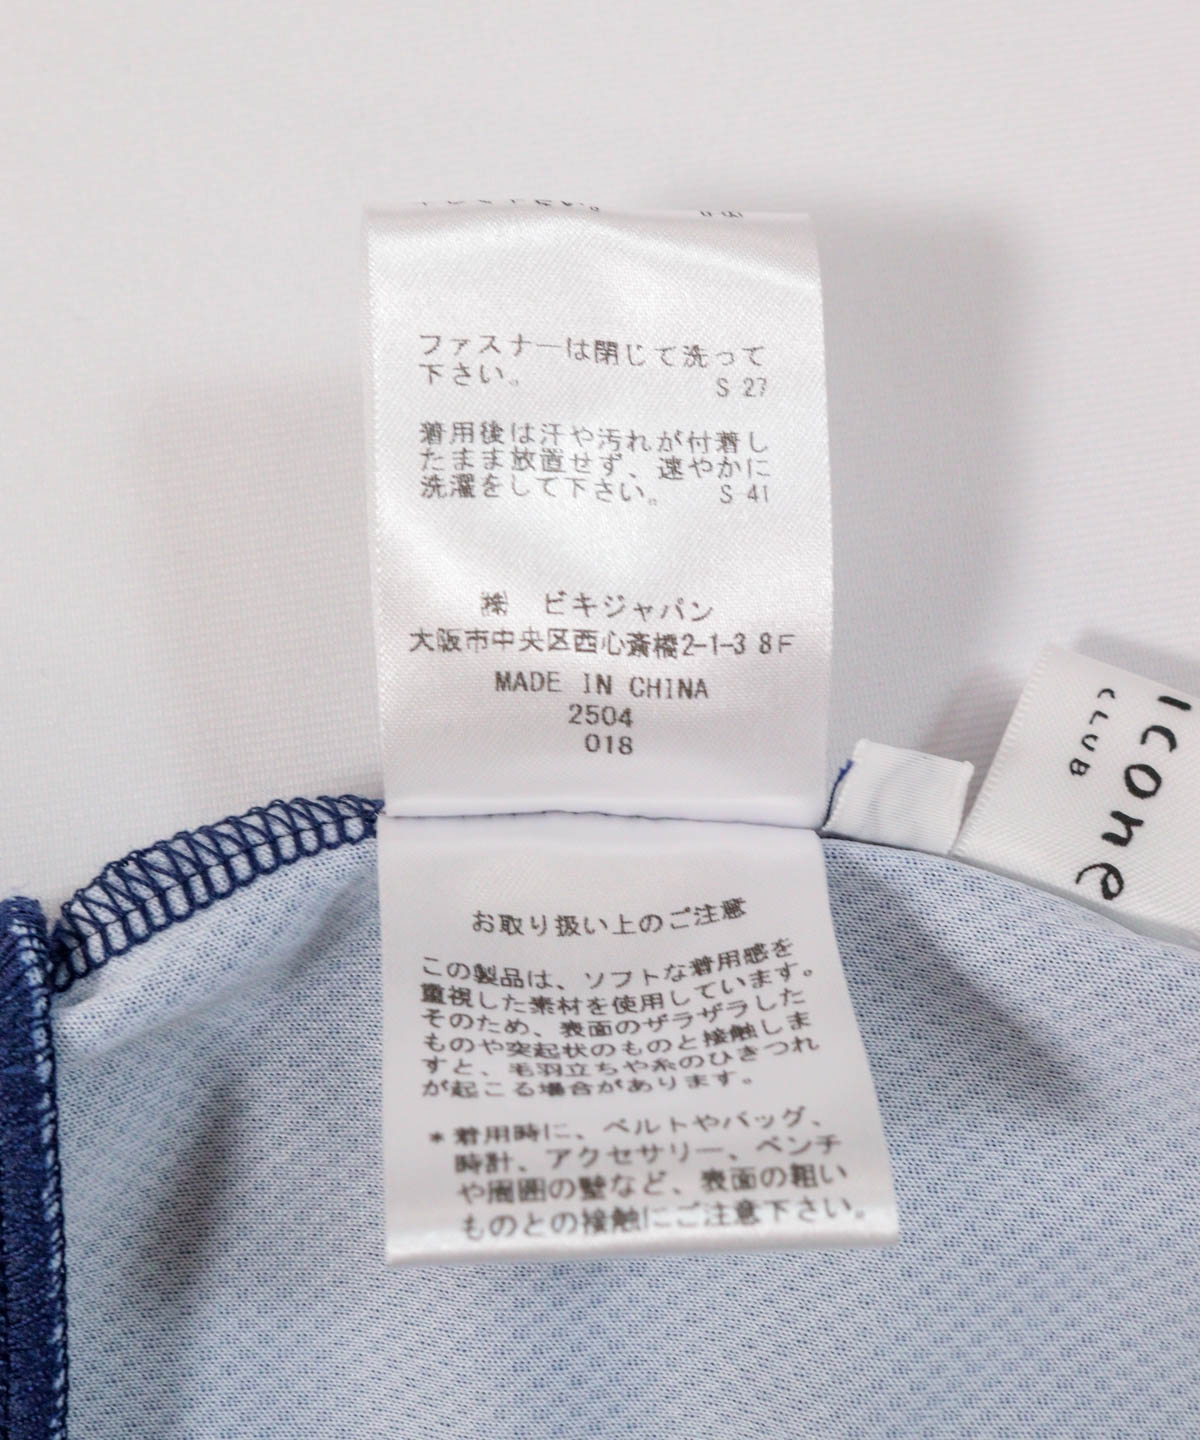 ファスナーは閉じて洗って
下さい。 S 27
着用後は汗や汚れが付着し
たまま放置せず、速やかに
洗濯をして下さい。 S 41
㈱ ビキジャパン
大阪市中央区西心斎橋2-1-3 8F
MADE IN CHINA
2504
018
icone
CLUB
お取り扱い上のご注意
この製品は、ソフトな着用感を
重視した素材を使用しています。
そのため、表面のザラザラした
ものや突起状のものと接触しま
すと、毛羽立ちや糸のひきつれ
が起こる場合があります。
*着用時に、ベルトやバッグ、
時計、アクセサリー、ベンチ
や周囲の壁など、表面の粗い
ものとの接触にご注意下さい。